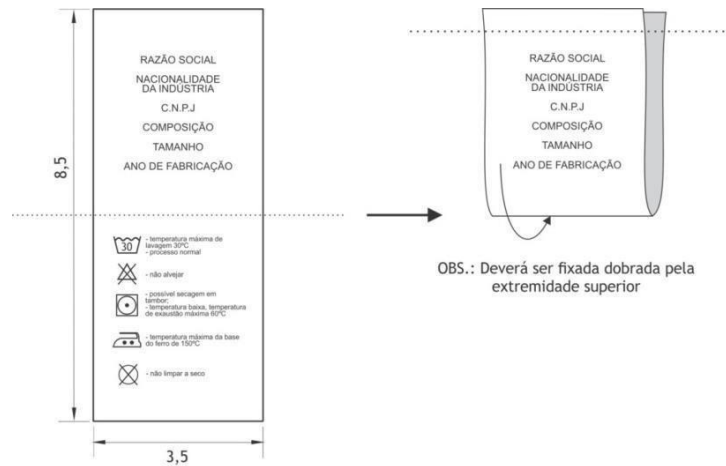 RAZÃO SOCIAL
NACIONALIDADE
DA INDÚSTRIA
C.N.P.J
COMPOSIÇÃO
TAMANHO
ANO DE FABRICAÇÃO
8,5
30
- temperatura máxima de
lavagem 30ºC
- processo normal
- não alvejar
- possível secagem em
tambor;
- temperatura baixa, temperatura
de exaustão máxima 60ºC
- temperatura máxima da base
do ferro de 150ºC
- não limpar a seco
3,5
RAZÃO SOCIAL
NACIONALIDADE
DA INDÚSTRIA
C.N.P.J
COMPOSIÇÃO
TAMANHO
ANO DE FABRICAÇÃO
OBS.: Deverá ser fixada dobrada pela
extremidade superior